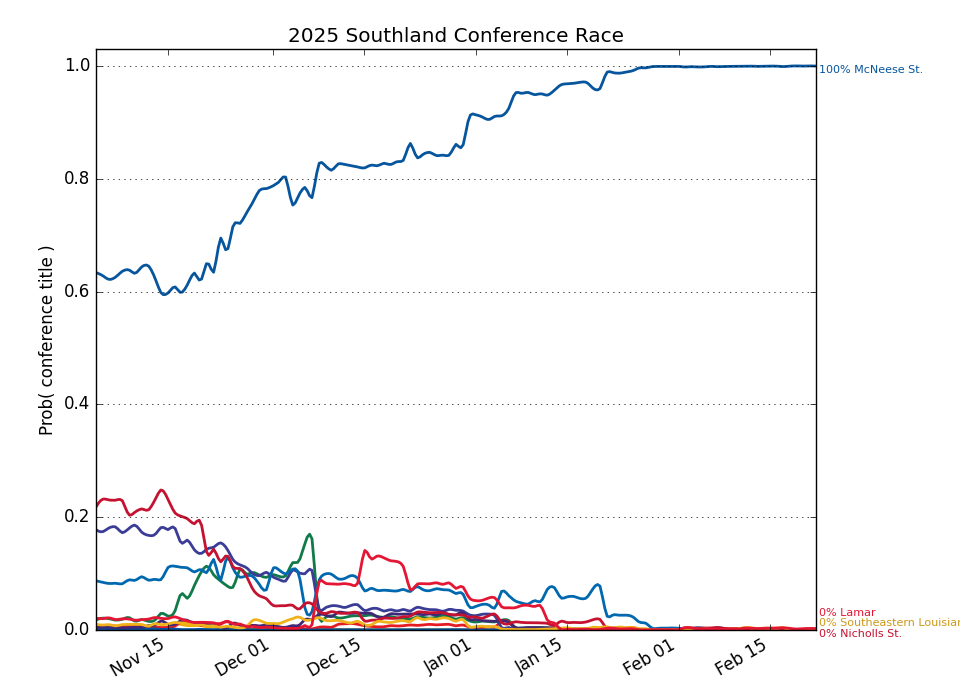 2025 Southland Conference Race
Prob( conference title )
1.0
0.8
0.6
0.4
0.2
0.0
Nov 15
Dec 01
Dec 15
Jan 01
Jan 15
Feb 01
Feb 15
100% McNeese St.
0% Lamar
0% Southeastern Louisian
0% Nicholls St.